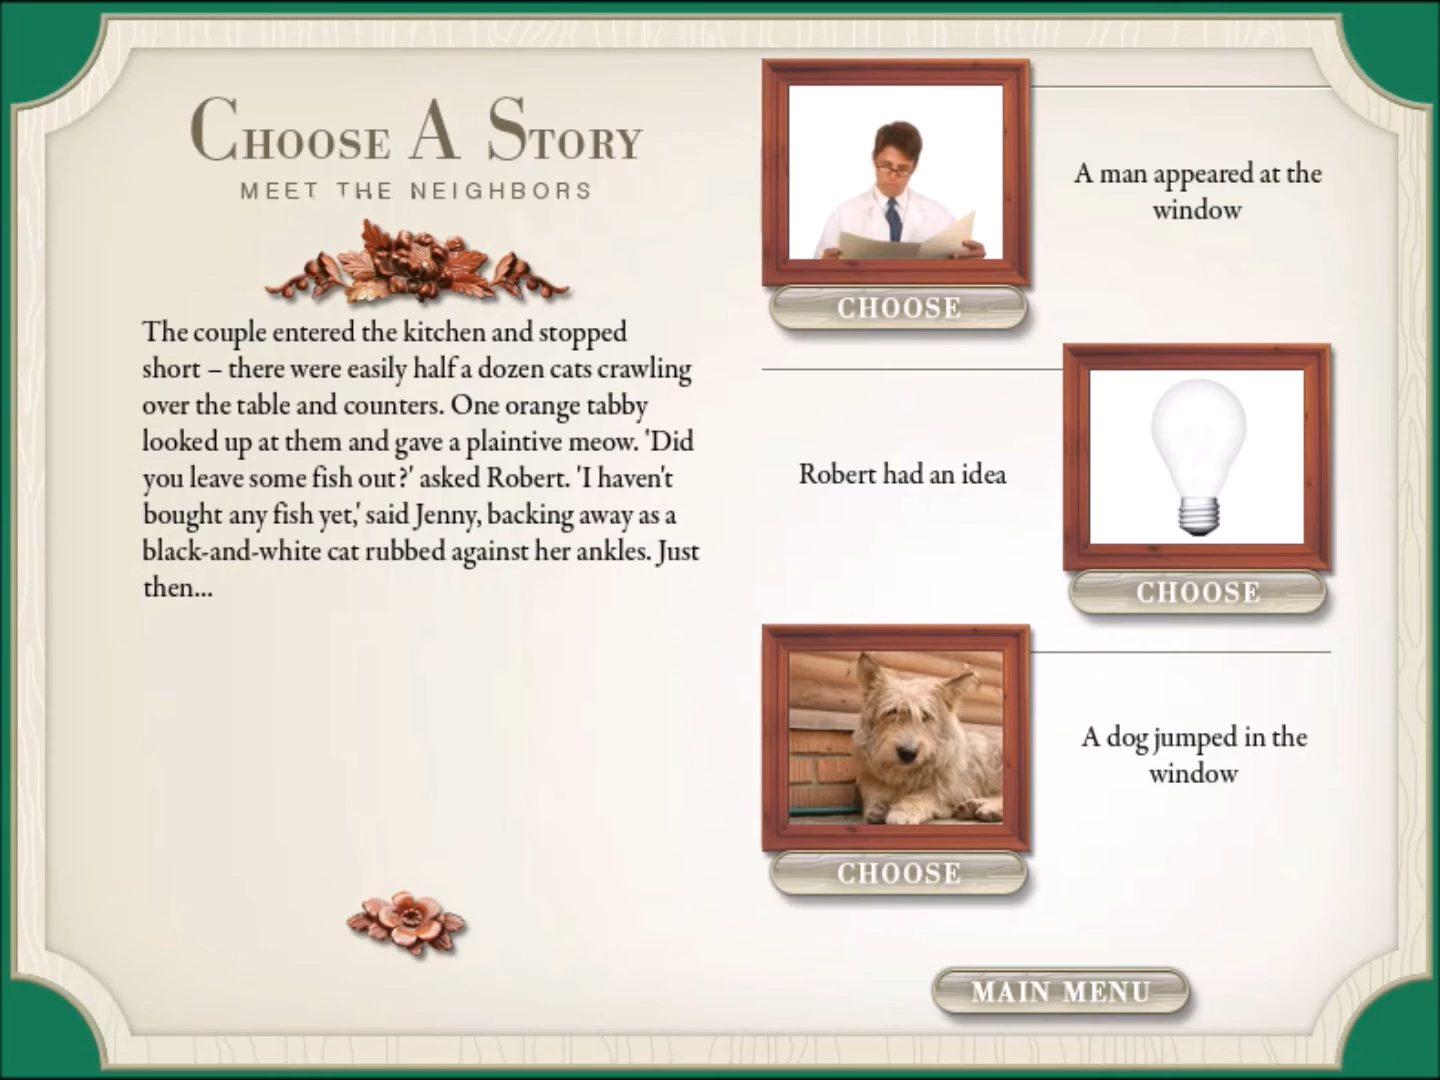 CHOOSE A STORY
MEET THE NEIGHBORS
The couple entered the kitchen and stopped
short – there were easily half a dozen cats crawling
over the table and counters. One orange tabby
looked up at them and gave a plaintive meow. 'Did
you leave some fish out?' asked Robert. 'I haven't
bought any fish yet,' said Jenny, backing away as a
black-and-white cat rubbed against her ankles. Just
then...
A man appeared at the
window
CHOOSE
Robert had an idea
CHOOSE
A dog jumped in the
window
CHOOSE
MAIN MENU